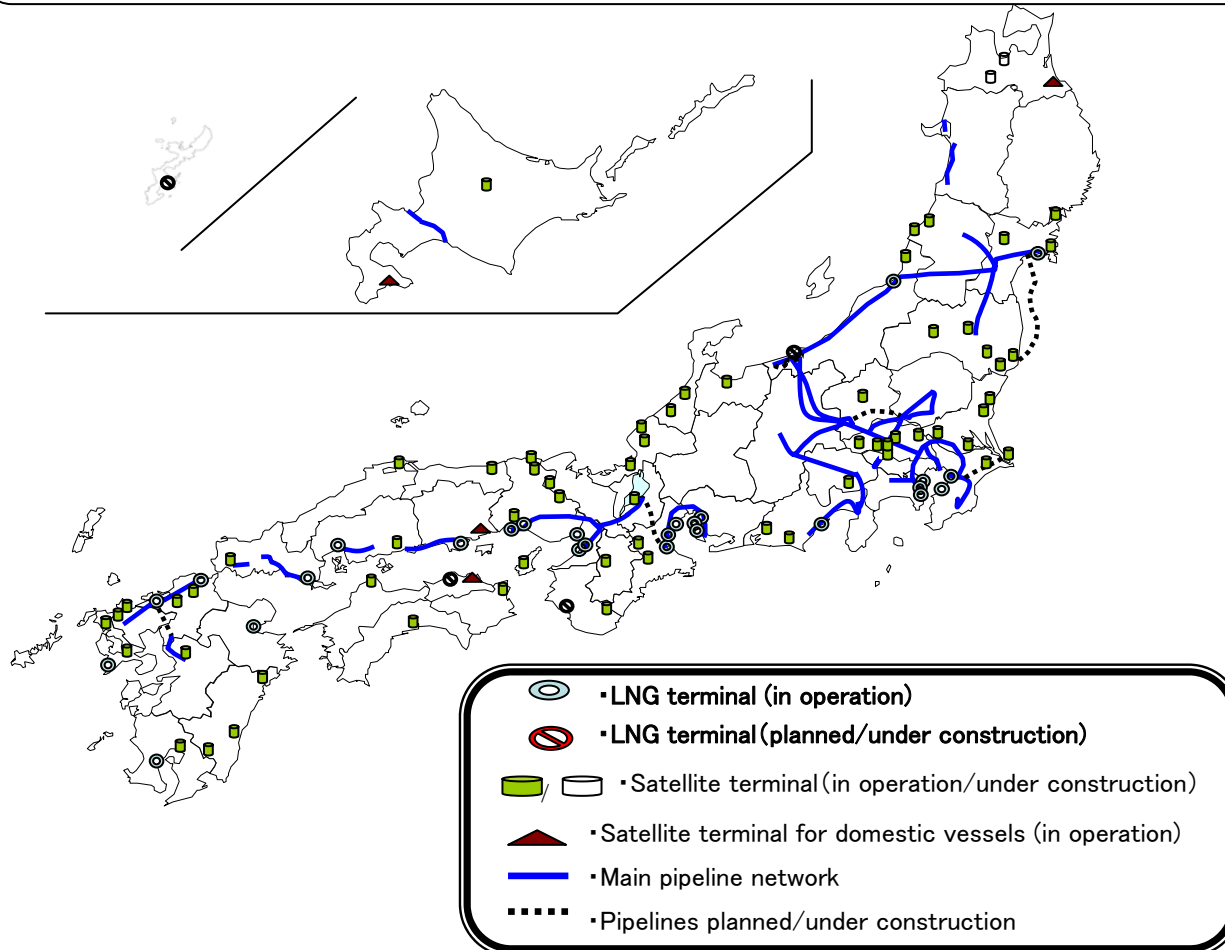 ・LNG terminal (in operation)
・LNG terminal(planned/under construction)
/ ・Satellite terminal(in operation/under construction)
・Satellite terminal for domestic vessels (in operation)
・Main pipeline network
・Pipelines planned/under construction